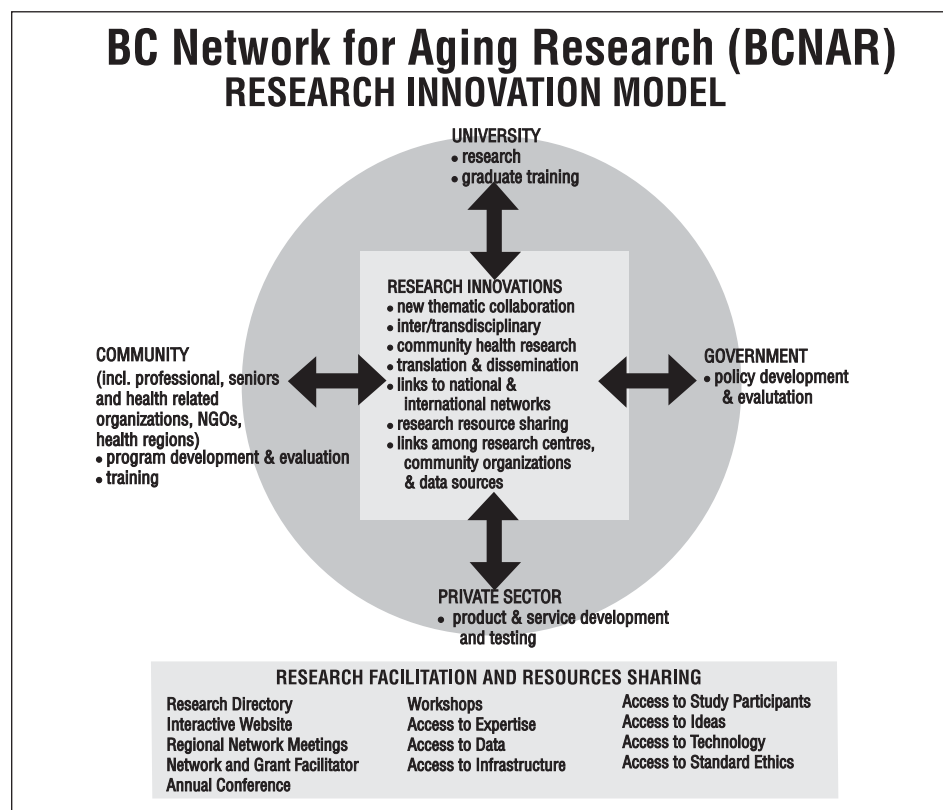 BC Network for Aging Research (BCNAR)
RESEARCH INNOVATION MODEL
UNIVERSITY
• research
• graduate training
RESEARCH INNOVATIONS
• new thematic collaboration
• inter/transdisciplinary
• community health research
• translation & dissemination
• links to national &
international networks
• research resource sharing
• links among research centres,
community organizations
& data sources
COMMUNITY
(incl. professional, seniors
and health related
organizations, NGOs,
health regions)
• program development & evaluation
• training
GOVERNMENT
• policy development
& evalutation
PRIVATE SECTOR
• product & service development
and testing
RESEARCH FACILITATION AND RESOURCES SHARING
Research Directory
Interactive Website
Regional Network Meetings
Network and Grant Facilitator
Annual Conference
Workshops
Access to Expertise
Access to Data
Access to Infrastructure
Access to Study Participants
Access to Ideas
Access to Technology
Access to Standard Ethics